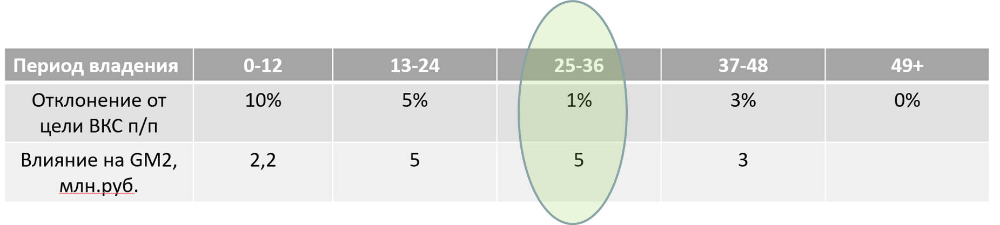 Период владения 0-12 13-24 25-36 37-48 49+
Отклонение от 10% 5% 1% 3% 0%
цели ВКС п/п
Влияние на GM2, 2,2 5 5 3
млн.руб.